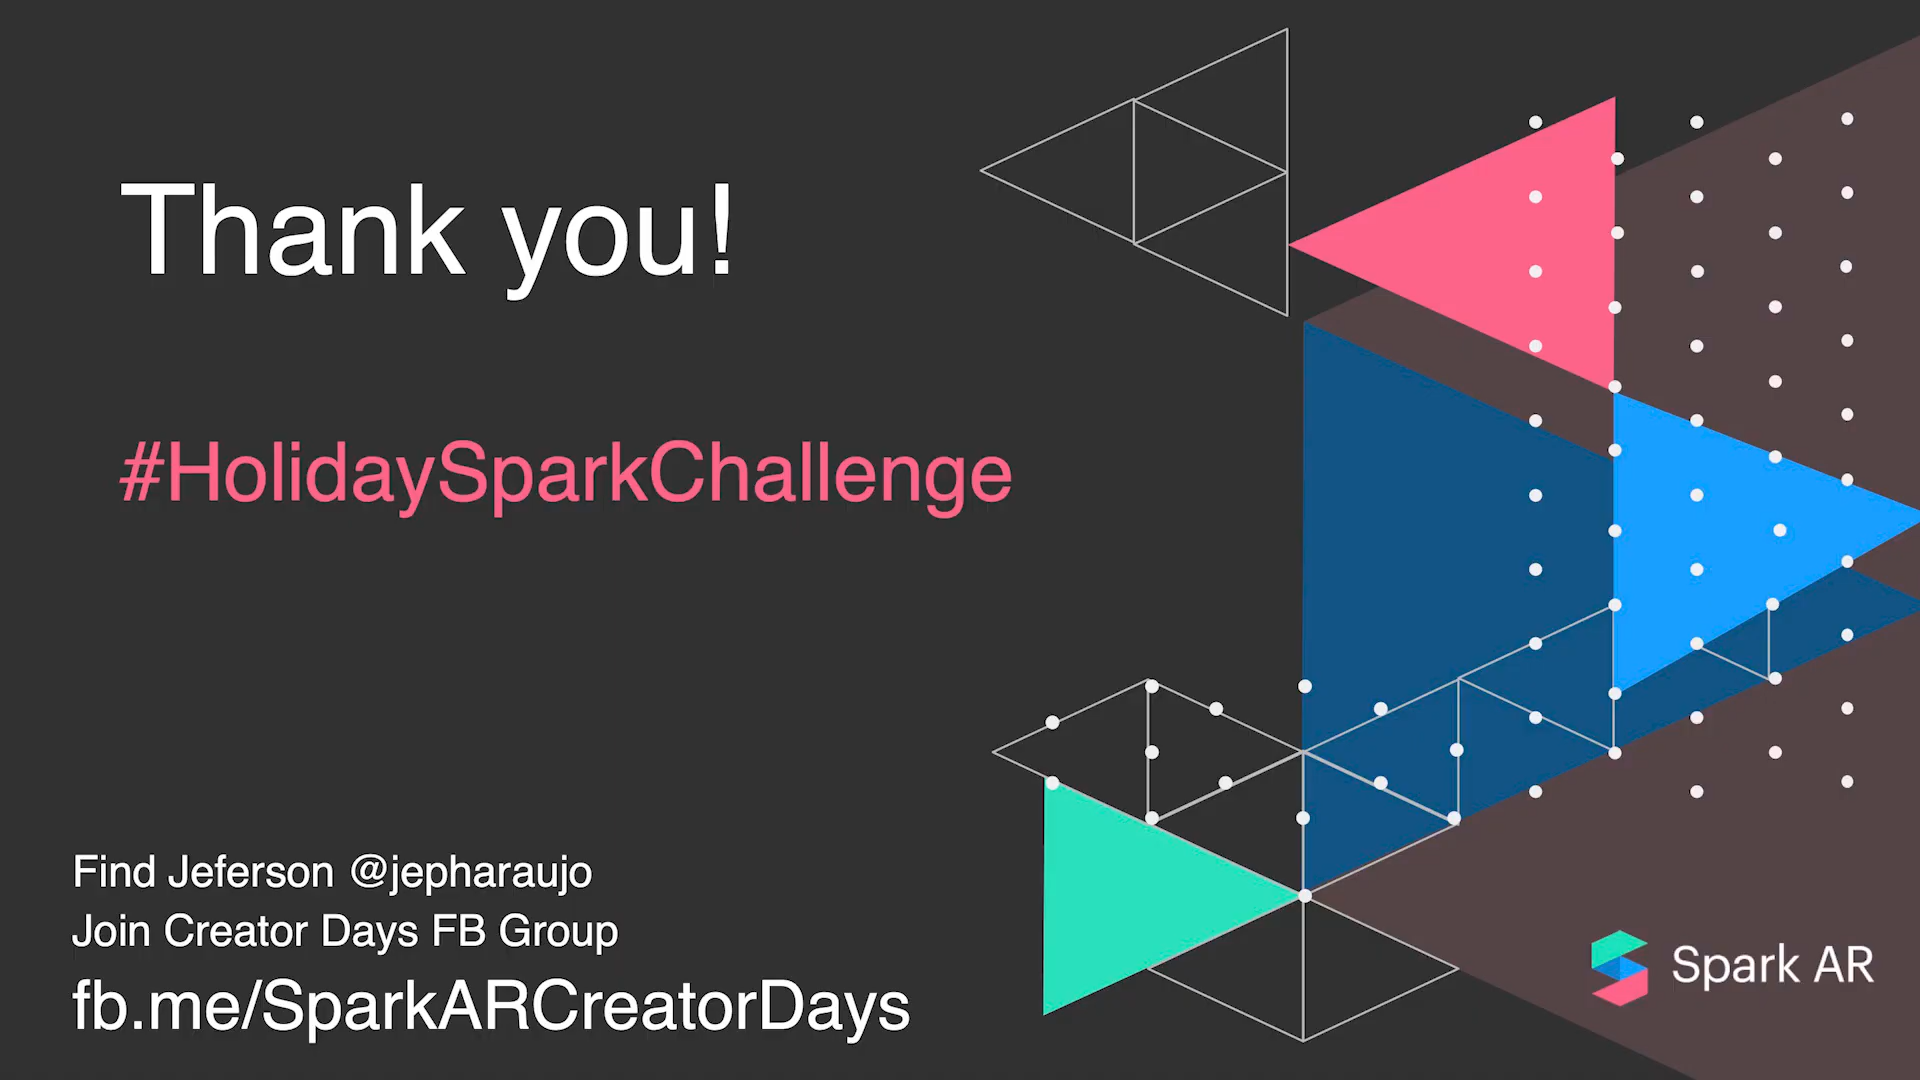 Thank you!
#HolidaySparkChallenge
Find Jeferson @jepharaujo
Join Creator Days FB Group
fb.me/SparkARCreatorDays
Spark AR